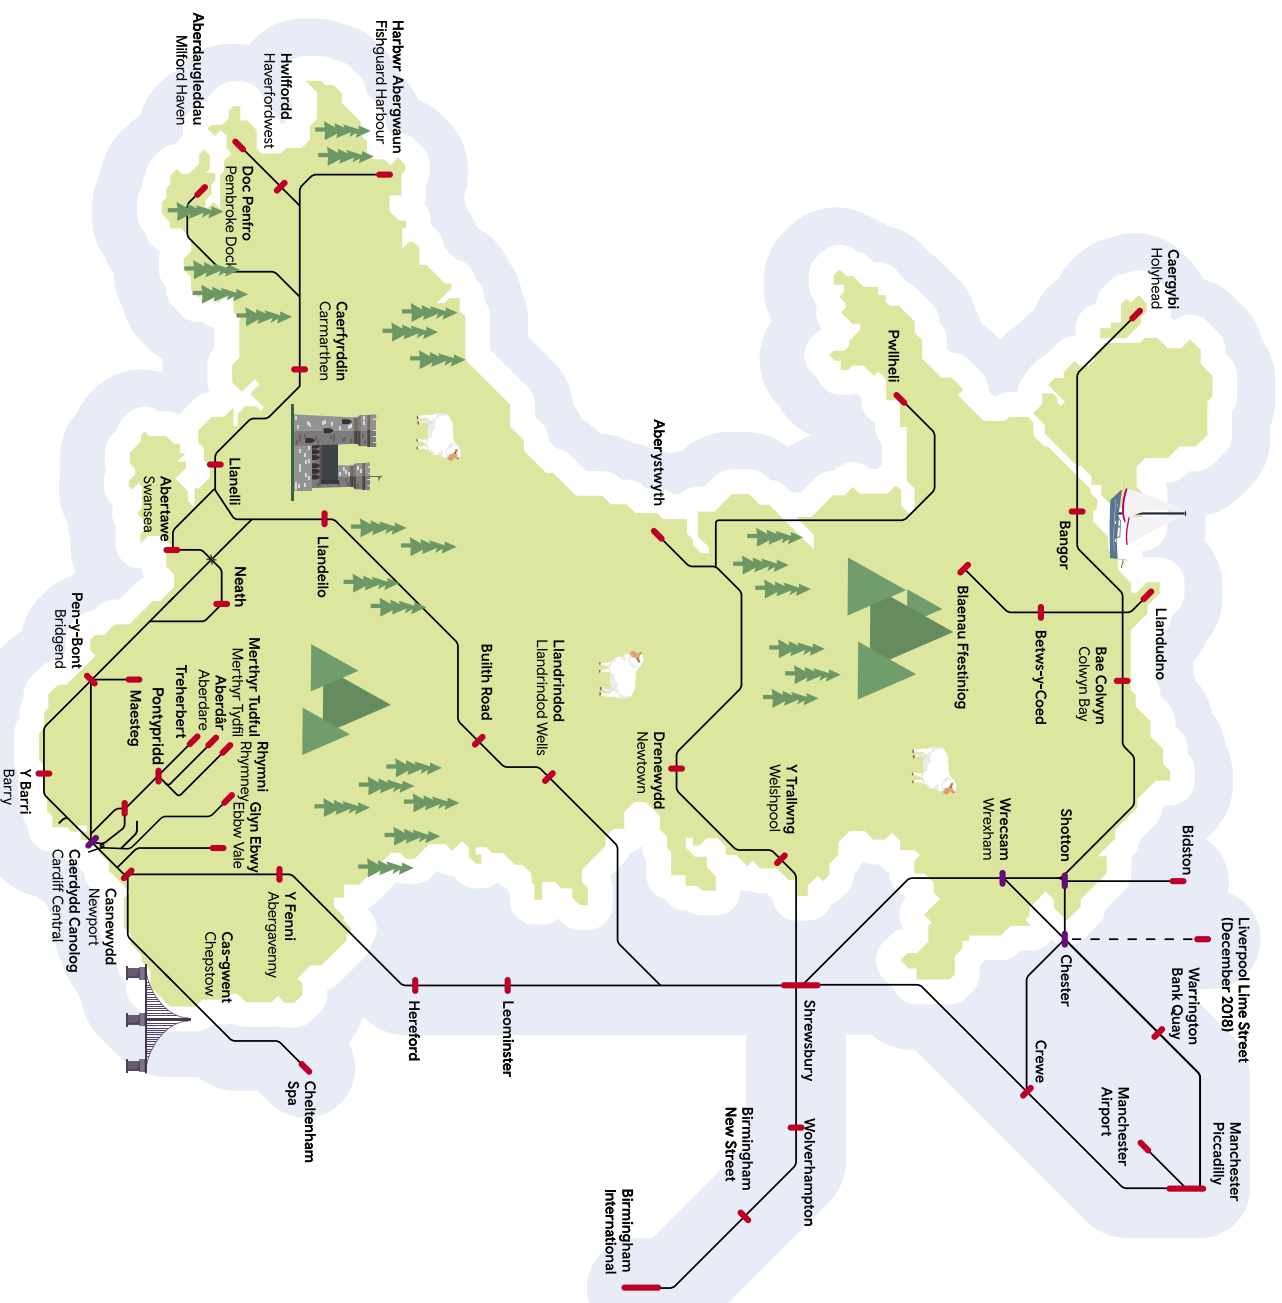 Caergybi
Holyhead
Bangor
Llandudno
Bae Colwyn
Colwyn Bay
Betws-y-Coed
Blaenau Ffestiniog
Pwllheli
Bidston
Liverpool Lime Street
(December 2018)
Shotton
Chester
Warrington
Bank Quay
Manchester
Piccadilly
Manchester
Airport
Crewe
Wrecsam
Wrexham
Y Trallwng
Welshpool
Drenewydd
Newtown
Aberystwyth
Shrewsbury
Wolverhampton
Birmingham
New Street
Birmingham
International
Llandrindod
Llandrindod Wells
Builth Road
Leominster
Hereford
Harbwr Abergwaun
Fishguard Harbour
Hwlffordd
Haverfordwest
Aberdaugleddau
Milford Haven
Doc Penfro
Pembroke Dock
Caerfyrddin
Carmarthen
Llandeilo
Llanelli
Abertawe
Swansea
Neath
Pen-y-Bont
Bridgend
Maesteg
Merthyr Tudful
Merthyr Tydfil
Aberdâr
Aberdare
Treherbert
Pontypridd
Rhymni
Rhymney
Glyn Ebwy
Ebbw Vale
Y Fenni
Abergavenny
Y Barri
Barry
Caerdydd Canolog
Cardiff Central
Casnewydd
Newport
Cas-gwent
Chepstow
Cheltenham
Spa